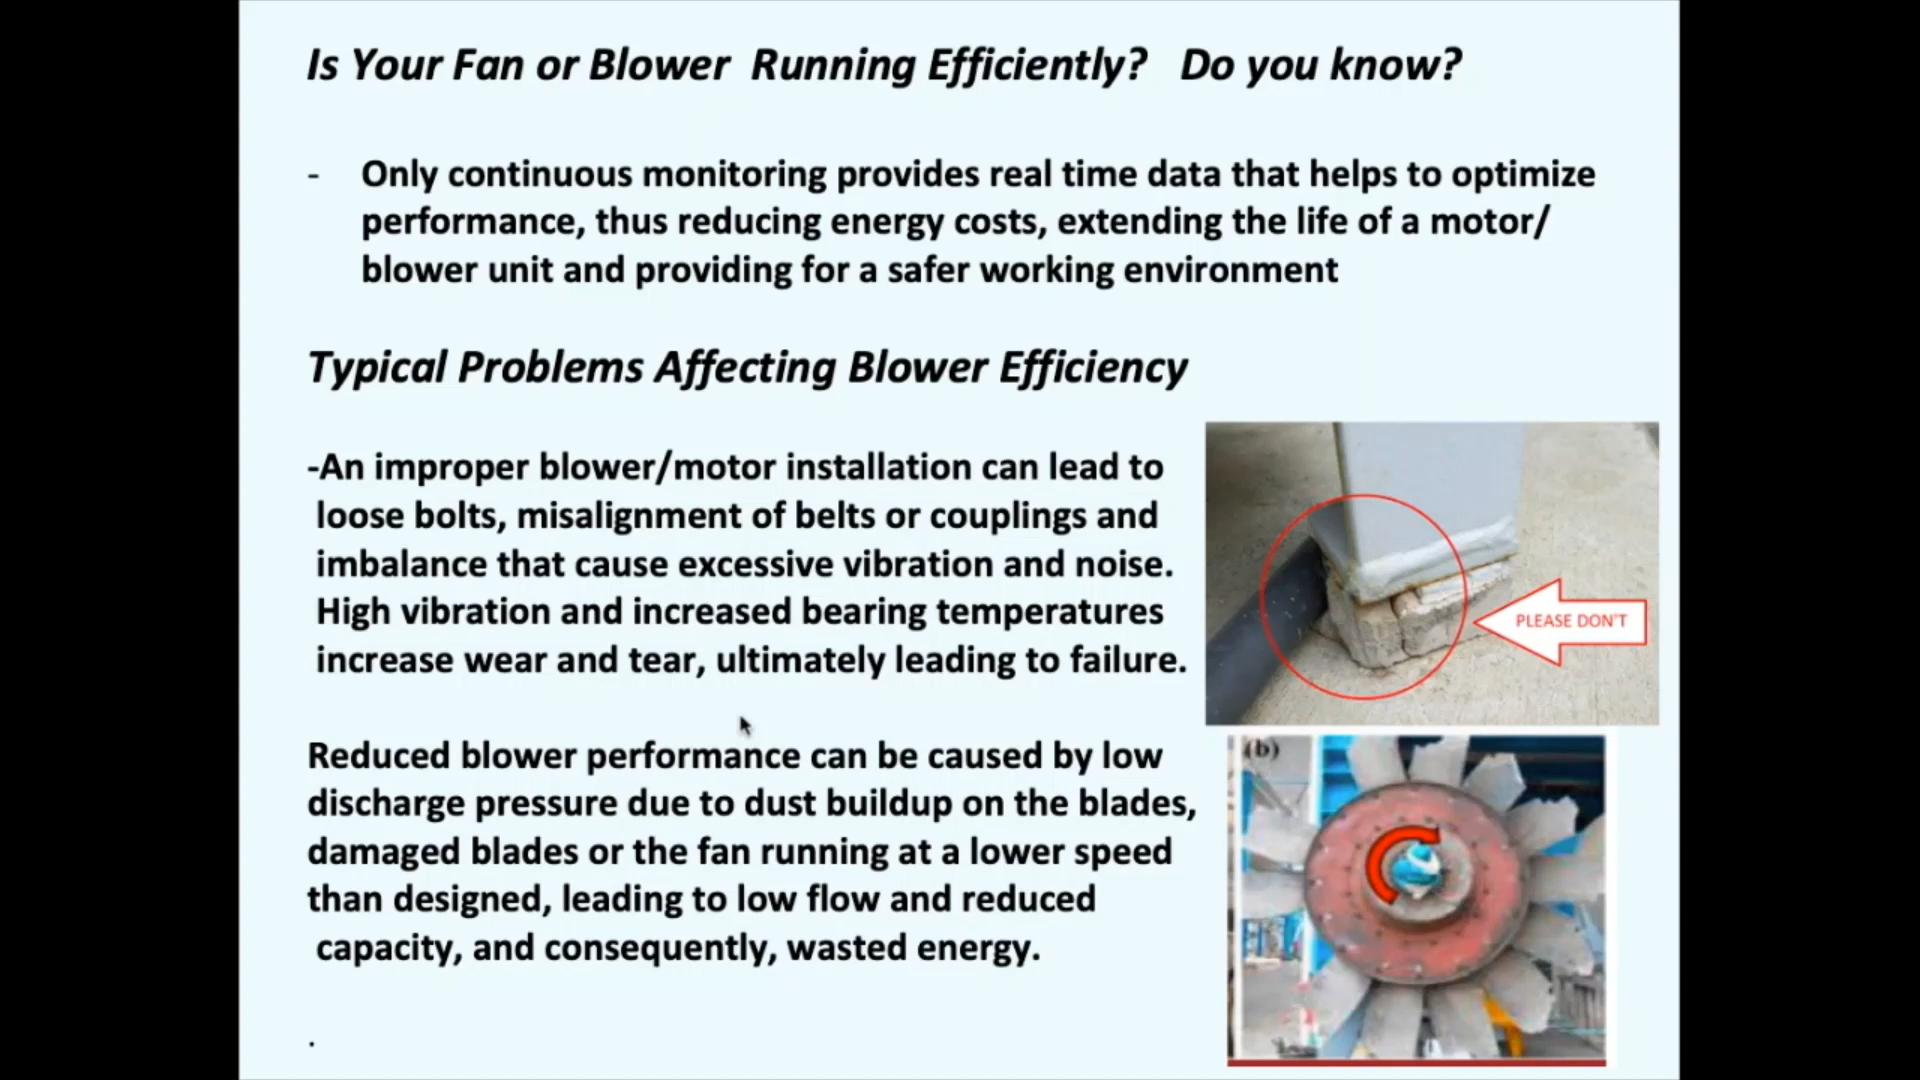 Is Your Fan or Blower Running Efficiently? Do you know?
- Only continuous monitoring provides real time data that helps to optimize
performance, thus reducing energy costs, extending the life of a motor/
blower unit and providing for a safer working environment
Typical Problems Affecting Blower Efficiency
-An improper blower/motor installation can lead to
loose bolts, misalignment of belts or couplings and
imbalance that cause excessive vibration and noise.
High vibration and increased bearing temperatures
increase wear and tear, ultimately leading to failure.
PLEASE DON'T
Reduced blower performance can be caused by low
discharge pressure due to dust buildup on the blades,
damaged blades or the fan running at a lower speed
than designed, leading to low flow and reduced
capacity, and consequently, wasted energy.
(b)
.